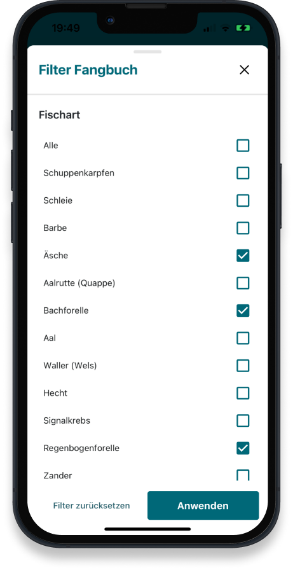 19:49
Filter Fangbuch
Fischart
Alle
Schuppenkarpfen
Schleie
Barbe
Äsche
Aalrutte (Quappe)
Bachforelle
Aal
Waller (Wels)
Hecht
Signalkrebs
Regenbogenforelle
Zander
Filter zurücksetzen
Anwenden